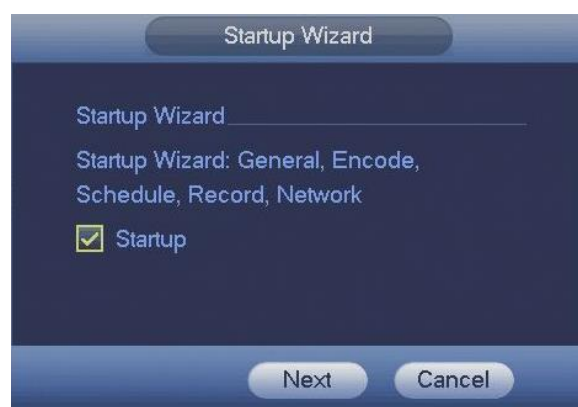 Startup Wizard
Startup Wizard
Startup Wizard: General, Encode,
Schedule, Record, Network
Startup
Next Cancel